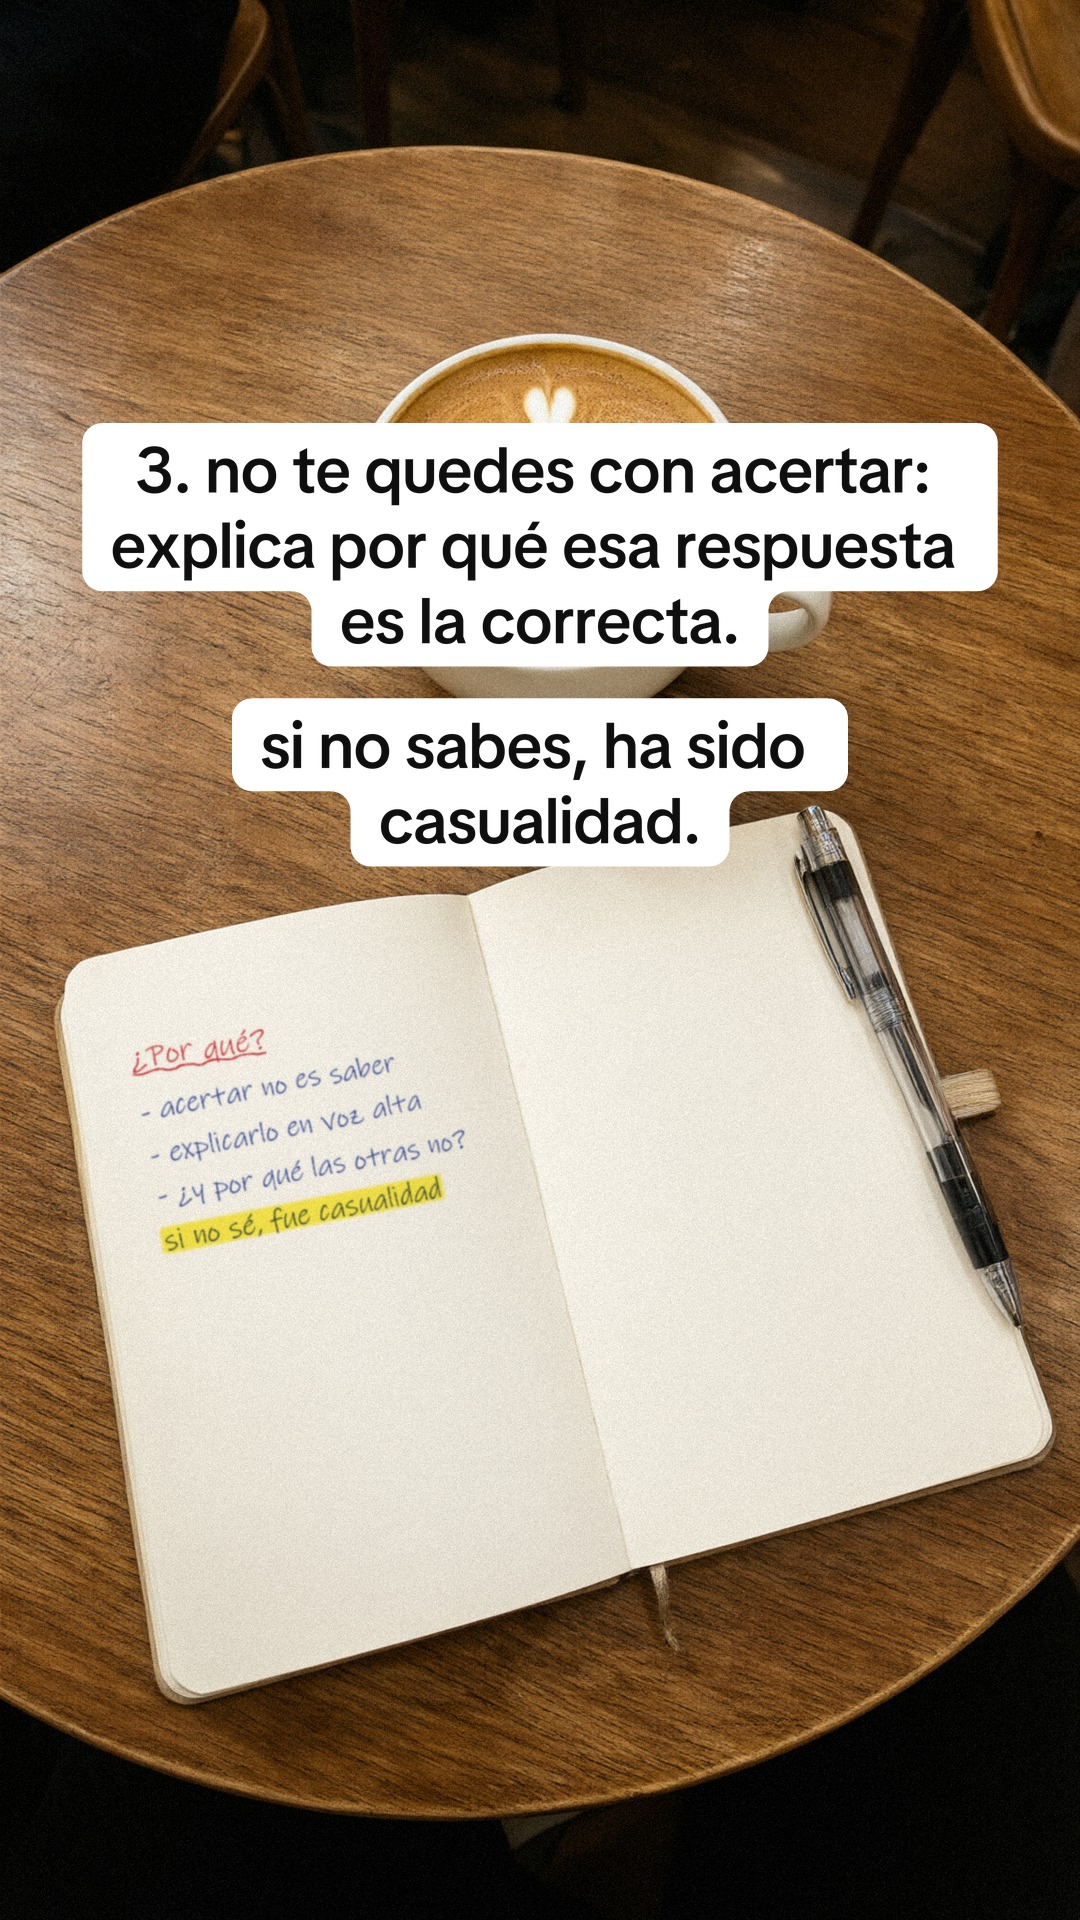 3. no te quedes con acertar:
explica por qué esa respuesta
es la correcta.
si no sabes, ha sido
casualidad.
¿Por qué?
- acertar no es saber
- explicarlo en voz alta
- ¿y por qué las otras no?
si no sé, fue casualidad